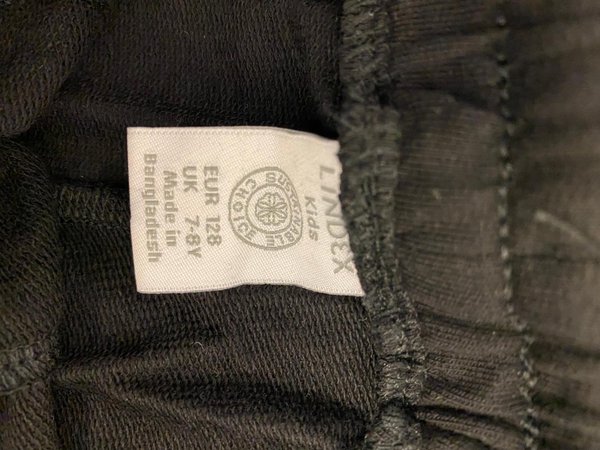 LINDEX
Kids
SUSTAINABLE
CHOICE
EUR 128
UK 7-8Y
Made in
Bangladesh